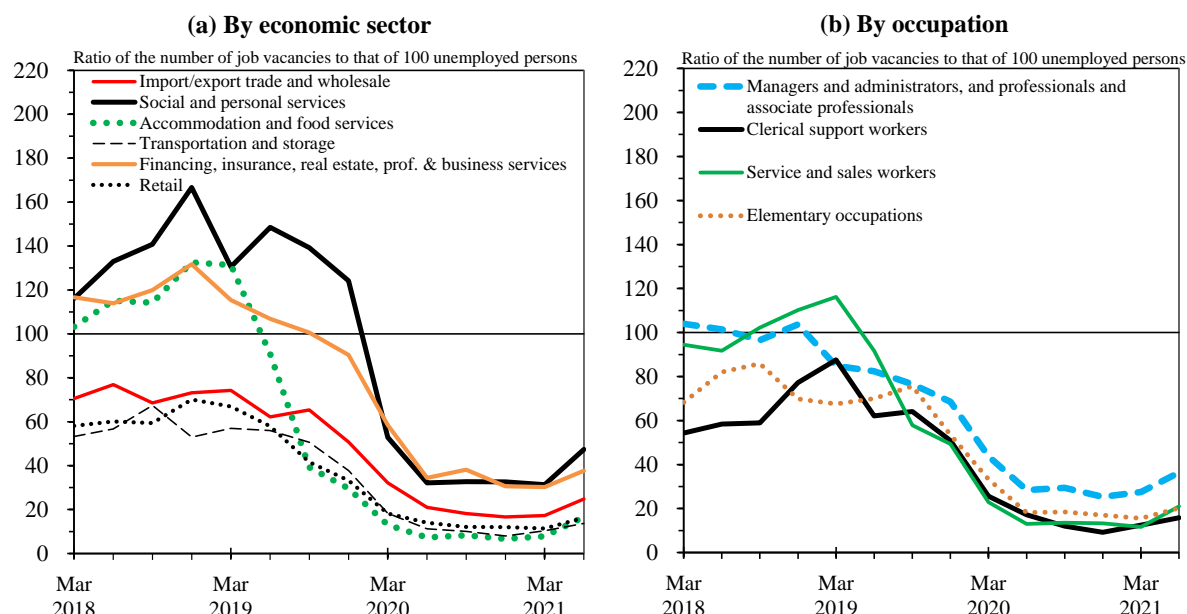 (a) By economic sector
Ratio of the number of job vacancies to that of 100 unemployed persons
220
200
180
160
140
120
100
80
60
40
20
0
Import/export trade and wholesale
Social and personal services
Accommodation and food services
Transportation and storage
Financing, insurance, real estate, prof. & business services
Retail
Mar
2018
Mar
2019
Mar
2020
Mar
2021
(b) By occupation
Ratio of the number of job vacancies to that of 100 unemployed persons
220
200
180
160
140
120
100
80
60
40
20
0
Managers and administrators, and professionals and
associate professionals
Clerical support workers
Service and sales workers
Elementary occupations
Mar
2018
Mar
2019
Mar
2020
Mar
2021